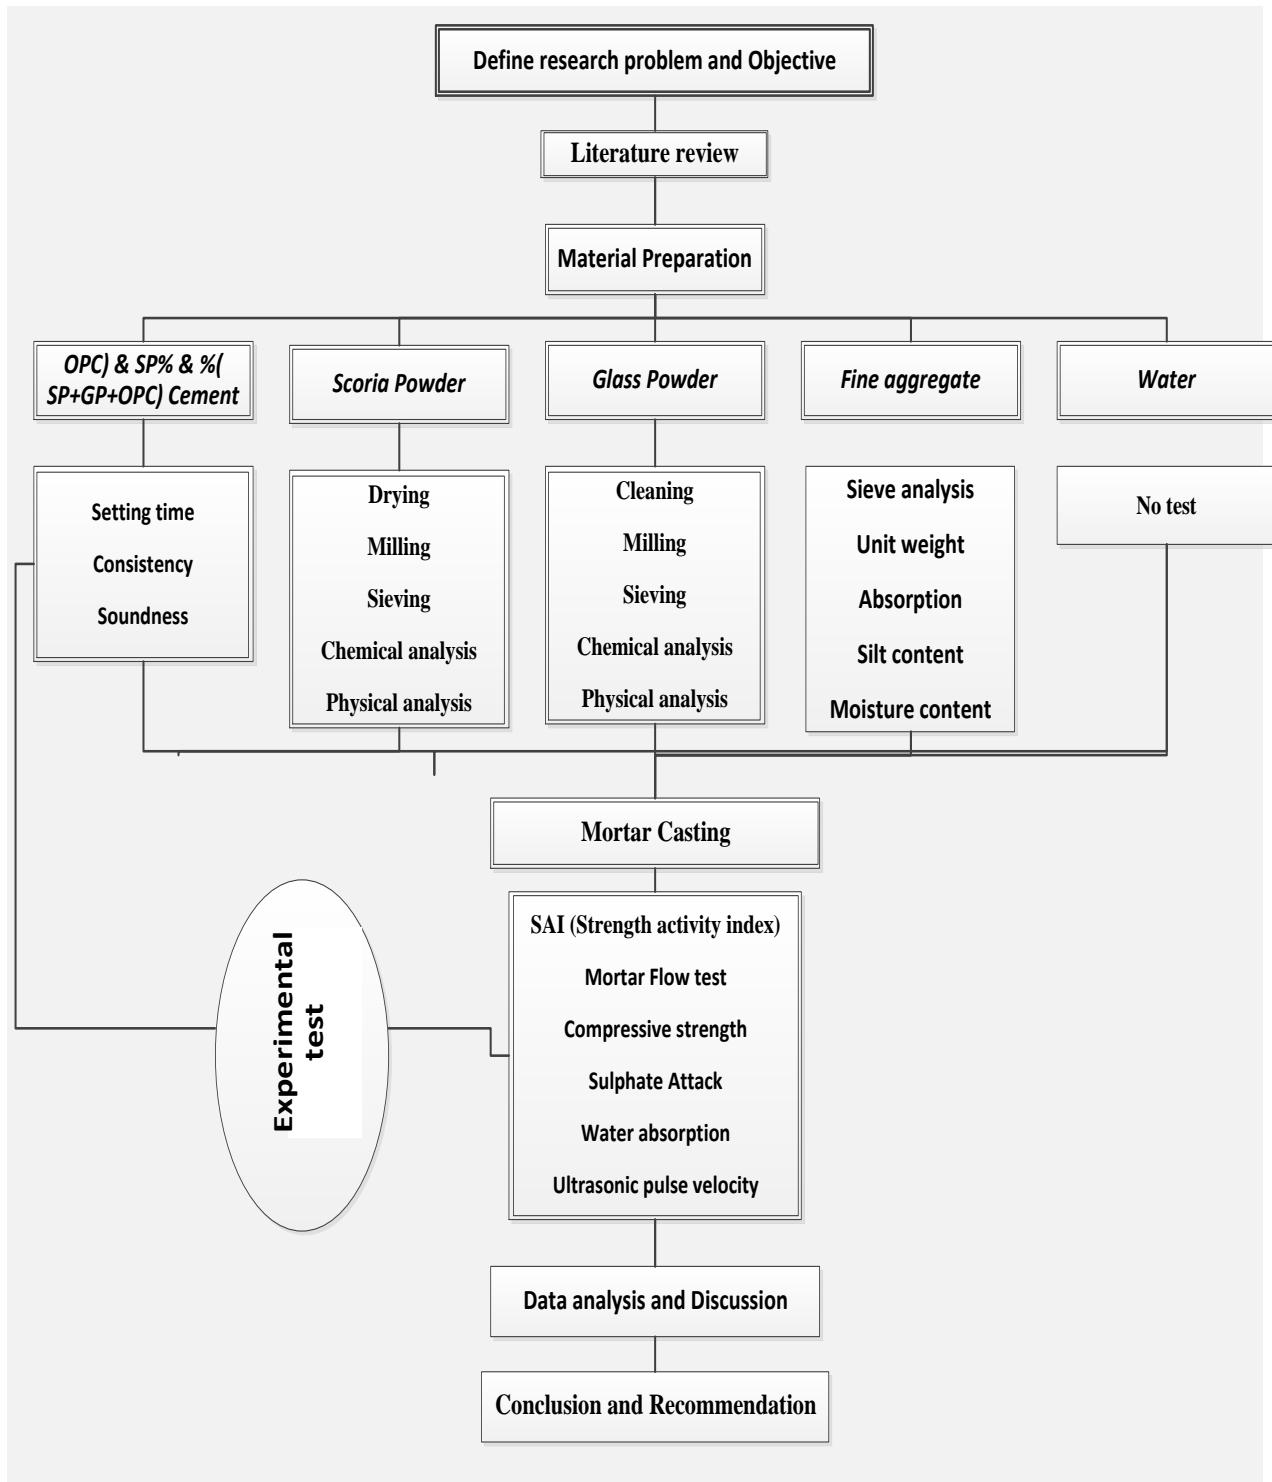 Define research problem and Objective
Literature review
Material Preparation
OPC) & SP% & %(
SP+GP+OPC) Cement
Scoria Powder
Glass Powder
Fine aggregate
Water
Setting time
Consistency
Soundness
Drying
Milling
Sieving
Chemical analysis
Physical analysis
Cleaning
Milling
Sieving
Chemical analysis
Physical analysis
Sieve analysis
Unit weight
Absorption
Silt content
Moisture content
No test
Mortar Casting
Experimental
test
SAI (Strength activity index)
Mortar Flow test
Compressive strength
Sulphate Attack
Water absorption
Ultrasonic pulse velocity
Data analysis and Discussion
Conclusion and Recommendation